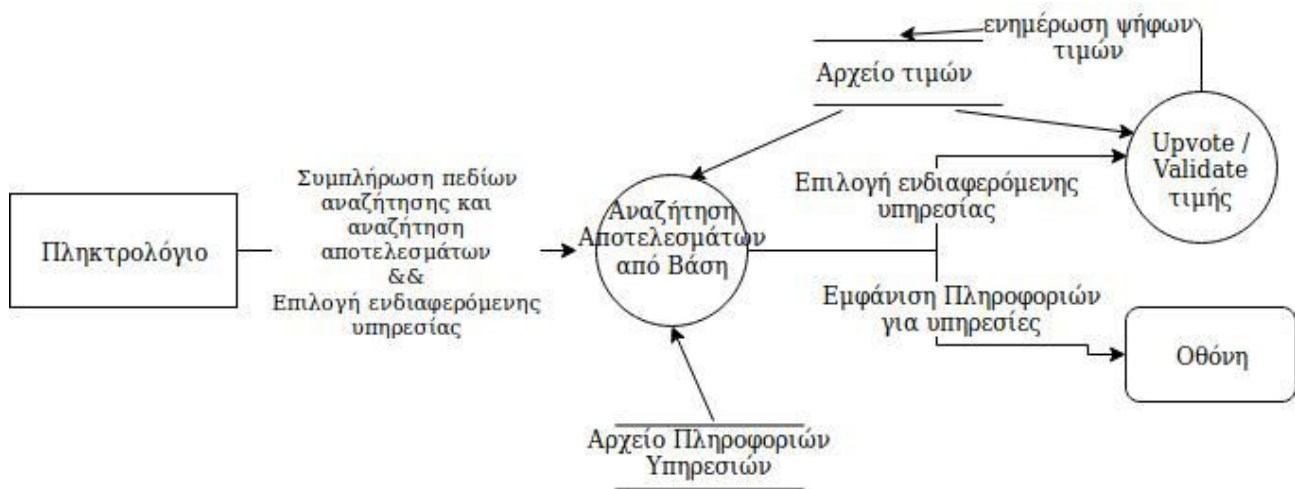 ενημέρωση ψήφων
τιμών
Αρχείο τιμών
Upvote /
Validate
τιμής
Συμπλήρωση πεδίων
αναζήτησης και
αναζήτηση
αποτελεσμάτων
&&
Επιλογή ενδιαφερόμενης
υπηρεσίας
Πληκτρολόγιο
Αναζήτηση
Αποτελεσμάτων
από Βάση
Επιλογή ενδιαφερόμενης
υπηρεσίας
Εμφάνιση Πληροφοριών
για υπηρεσίες
Οθόνη
Αρχείο Πληροφοριών
Υπηρεσιών